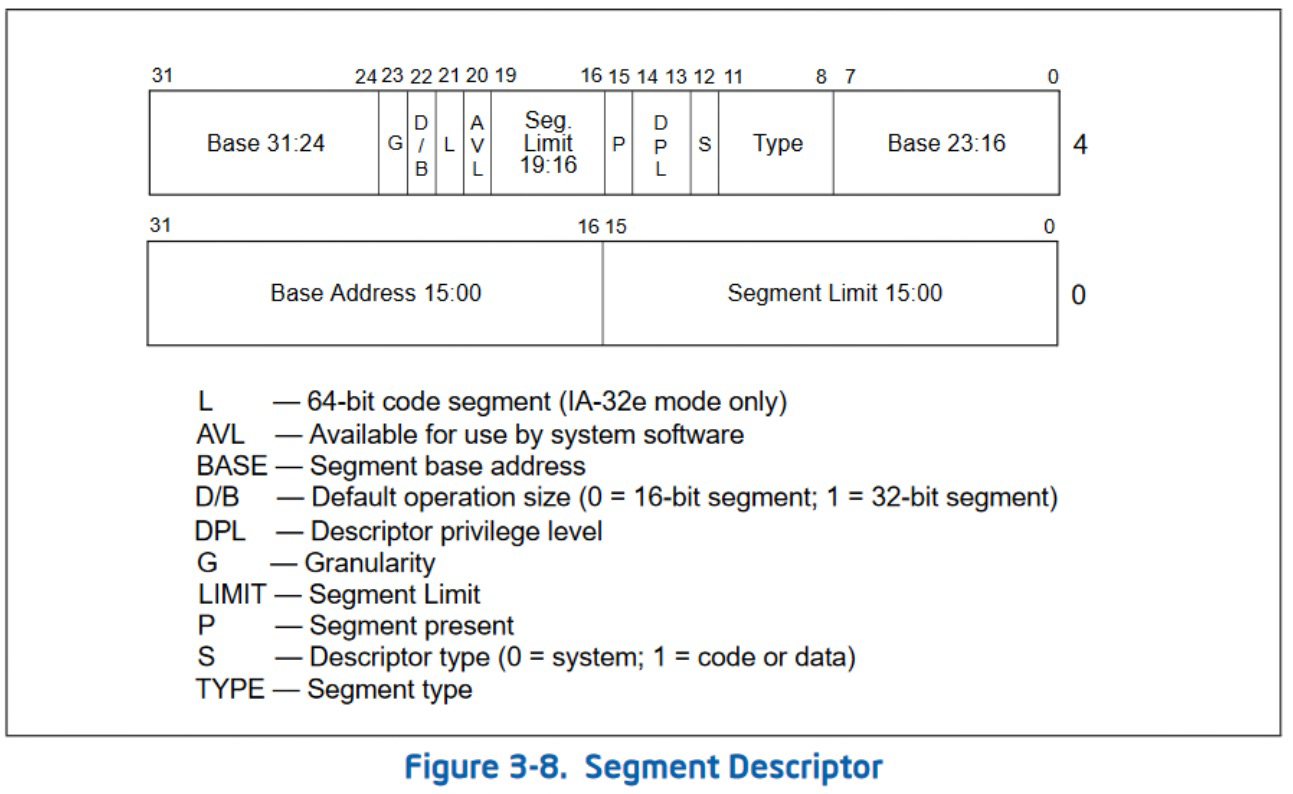 31 24 23 22 21 20 19 16 15 14 13 12 11 8 7 0
Base 31:24 G D/B L AVL Seg. Limit 19:16 P DPL S Type Base 23:16 4
31 16 15 0
Base Address 15:00 Segment Limit 15:00 0
L — 64-bit code segment (IA-32e mode only)
AVL — Available for use by system software
BASE — Segment base address
D/B — Default operation size (0 = 16-bit segment; 1 = 32-bit segment)
DPL — Descriptor privilege level
G — Granularity
LIMIT — Segment Limit
P — Segment present
S — Descriptor type (0 = system; 1 = code or data)
TYPE — Segment type
Figure 3-8. Segment Descriptor